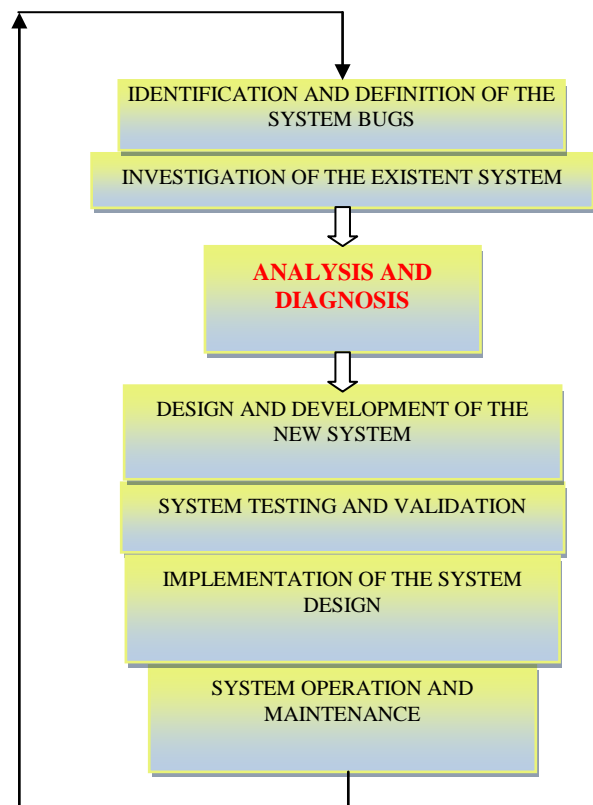 IDENTIFICATION AND DEFINITION OF THE
SYSTEM BUGS
INVESTIGATION OF THE EXISTENT SYSTEM
ANALYSIS AND
DIAGNOSIS
DESIGN AND DEVELOPMENT OF THE
NEW SYSTEM
SYSTEM TESTING AND VALIDATION
IMPLEMENTATION OF THE SYSTEM
DESIGN
SYSTEM OPERATION AND
MAINTENANCE